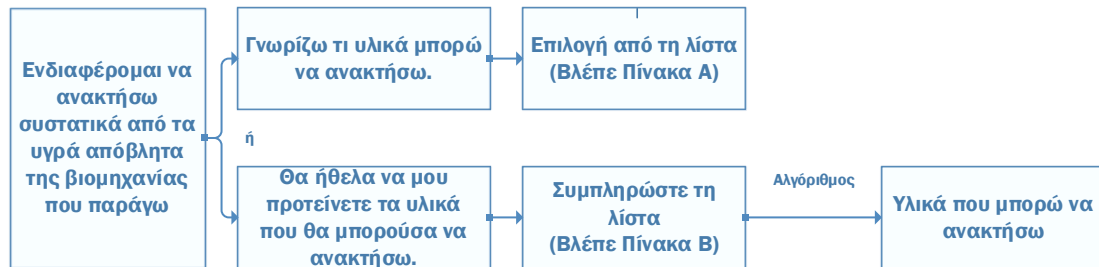 Ενδιαφέρομαι να
ανακτήσω
συστατικά από τα
υγρά απόβλητα
της βιομηχανίας
που παράγω
Γνωρίζω τι υλικά μπορώ
να ανακτήσω.
Επιλογή από τη λίστα
(Βλέπε Πίνακα Α)
ή
Θα ήθελα να μου
προτείνετε τα υλικά
που θα μπορούσα να
ανακτήσω.
Συμπληρώστε τη
λίστα
(Βλέπε Πίνακα Β)
Αλγόριθμος
Υλικά που μπορώ να
ανακτήσω